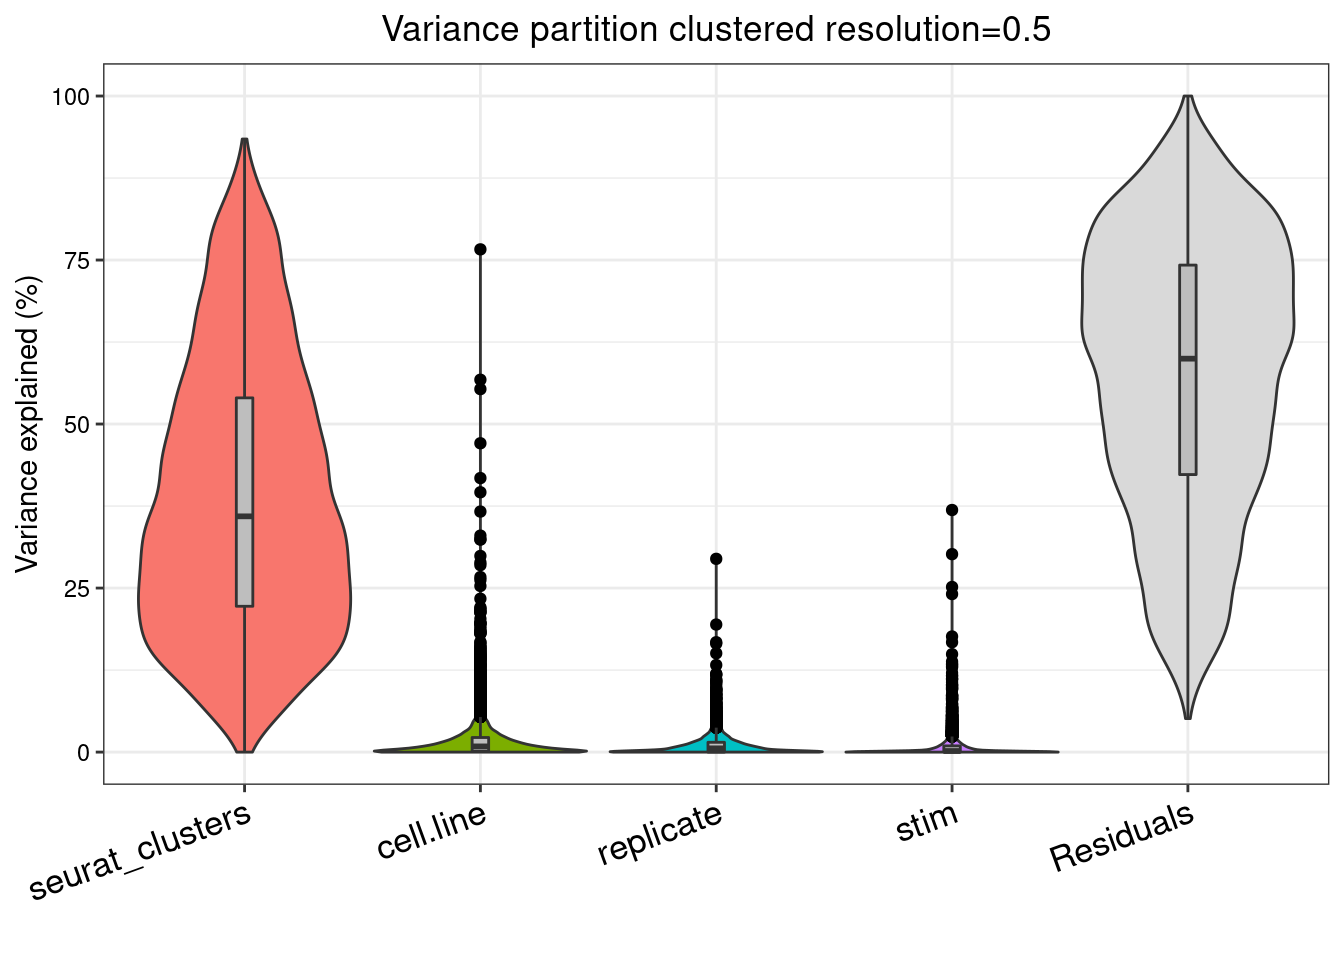 Variance partition clustered resolution=0.5
Variance explained (%)
100
75
50
25
0
seurat_clusters
cell.line
replicate
stim
Residuals